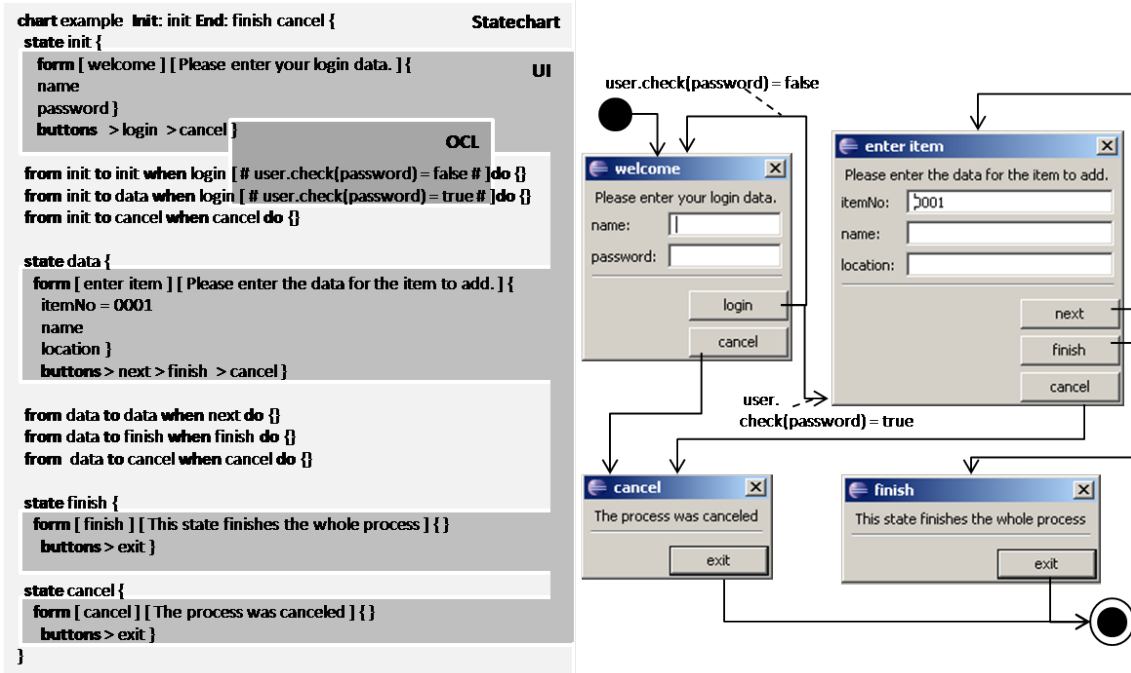 chart example Init: init End: finish cancel {
Statechart
state init {
form [ welcome ] [ Please enter your login data. ] {
UI
name
password }
buttons > login > cancel }
OCL
from init to init when login [ # user.check(password) = false # ]do {}
from init to data when login [ # user.check(password) = true # ]do {}
from init to cancel when cancel do {}
state data {
form [ enter item ] [ Please enter the data for the item to add. ] {
itemNo = 0001
name
location }
buttons > next > finish > cancel }
from data to data when next do {}
from data to finish when finish do {}
from data to cancel when cancel do {}
state finish {
form [ finish ] [ This state finishes the whole process ] { }
buttons > exit }
state cancel {
form [ cancel ] [ The process was canceled ] { }
buttons > exit }
}
user.check(password) = false
welcome
Please enter your login data.
name:
password:
login
cancel
enter item
Please enter the data for the item to add.
itemNo: 0001
name:
location:
next
finish
cancel
user.
check(password) = true
cancel
The process was canceled
exit
finish
This state finishes the whole process
exit